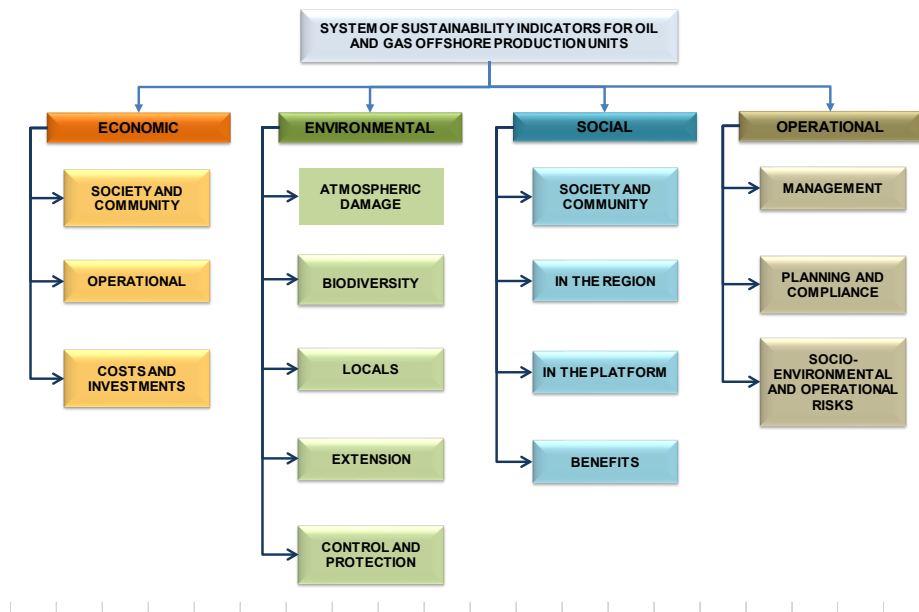 SYSTEM OF SUSTAINABILITY INDICATORS FOR OIL
AND GAS OFFSHORE PRODUCTION UNITS
ECONOMIC
SOCIETY AND
COMMUNITY
OPERATIONAL
COSTS AND
INVESTMENTS
ENVIRONMENTAL
ATMOSPHERIC
DAMAGE
BIODIVERSITY
LOCALS
EXTENSION
CONTROL AND
PROTECTION
SOCIAL
SOCIETY AND
COMMUNITY
IN THE REGION
IN THE PLATFORM
BENEFITS
OPERATIONAL
MANAGEMENT
PLANNING AND
COMPLIANCE
SOCIO-
ENVIRONMENTAL
AND OPERATIONAL
RISKS